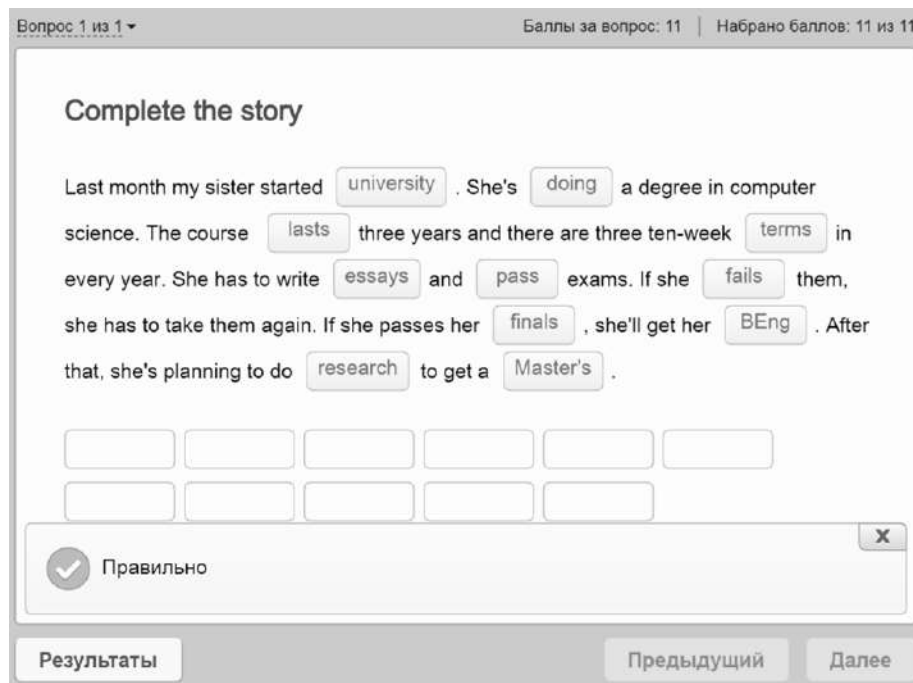 Вопрос 1 из 1 Баллы за вопрос: 11 | Набрано баллов: 11 из 11
Complete the story
Last month my sister started university . She's doing a degree in computer
science. The course lasts three years and there are three ten-week terms in
every year. She has to write essays and pass exams. If she fails them,
she has to take them again. If she passes her finals , she'll get her BEng . After
that, she's planning to do research to get a Master's .
X
Правильно
Результаты Предыдущий Далее